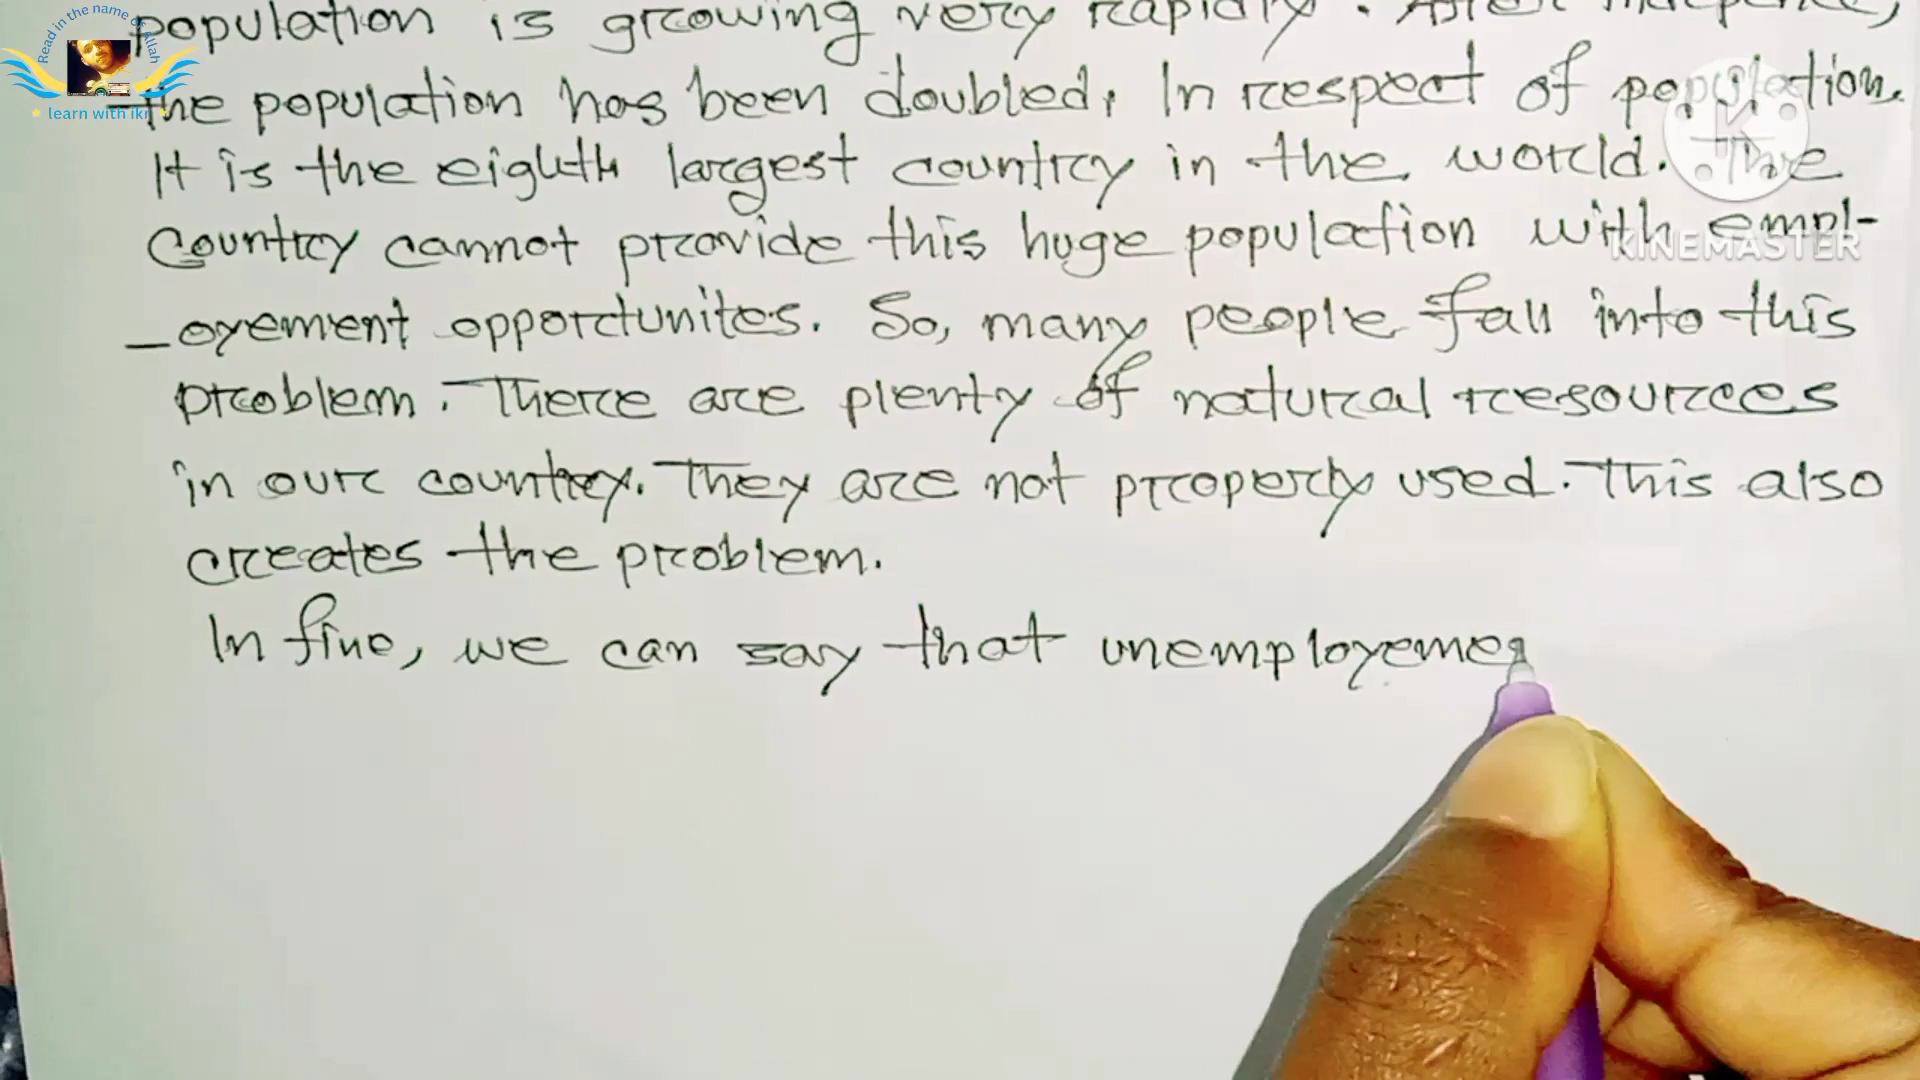 Read in the name of Allah
learn with ikr
population is growing very rapidly. After
the population has been doubled. In respect of population.
It is the eighth largest country in the world. The
Country cannot provide this huge population with empl-
_oyement opportunites. So, many people fall into this
problem. There are plenty of natural resources
in our country. They are not properly used. This also
creates the problem.
In fine, we can say that unemployeme
KINEMASTER